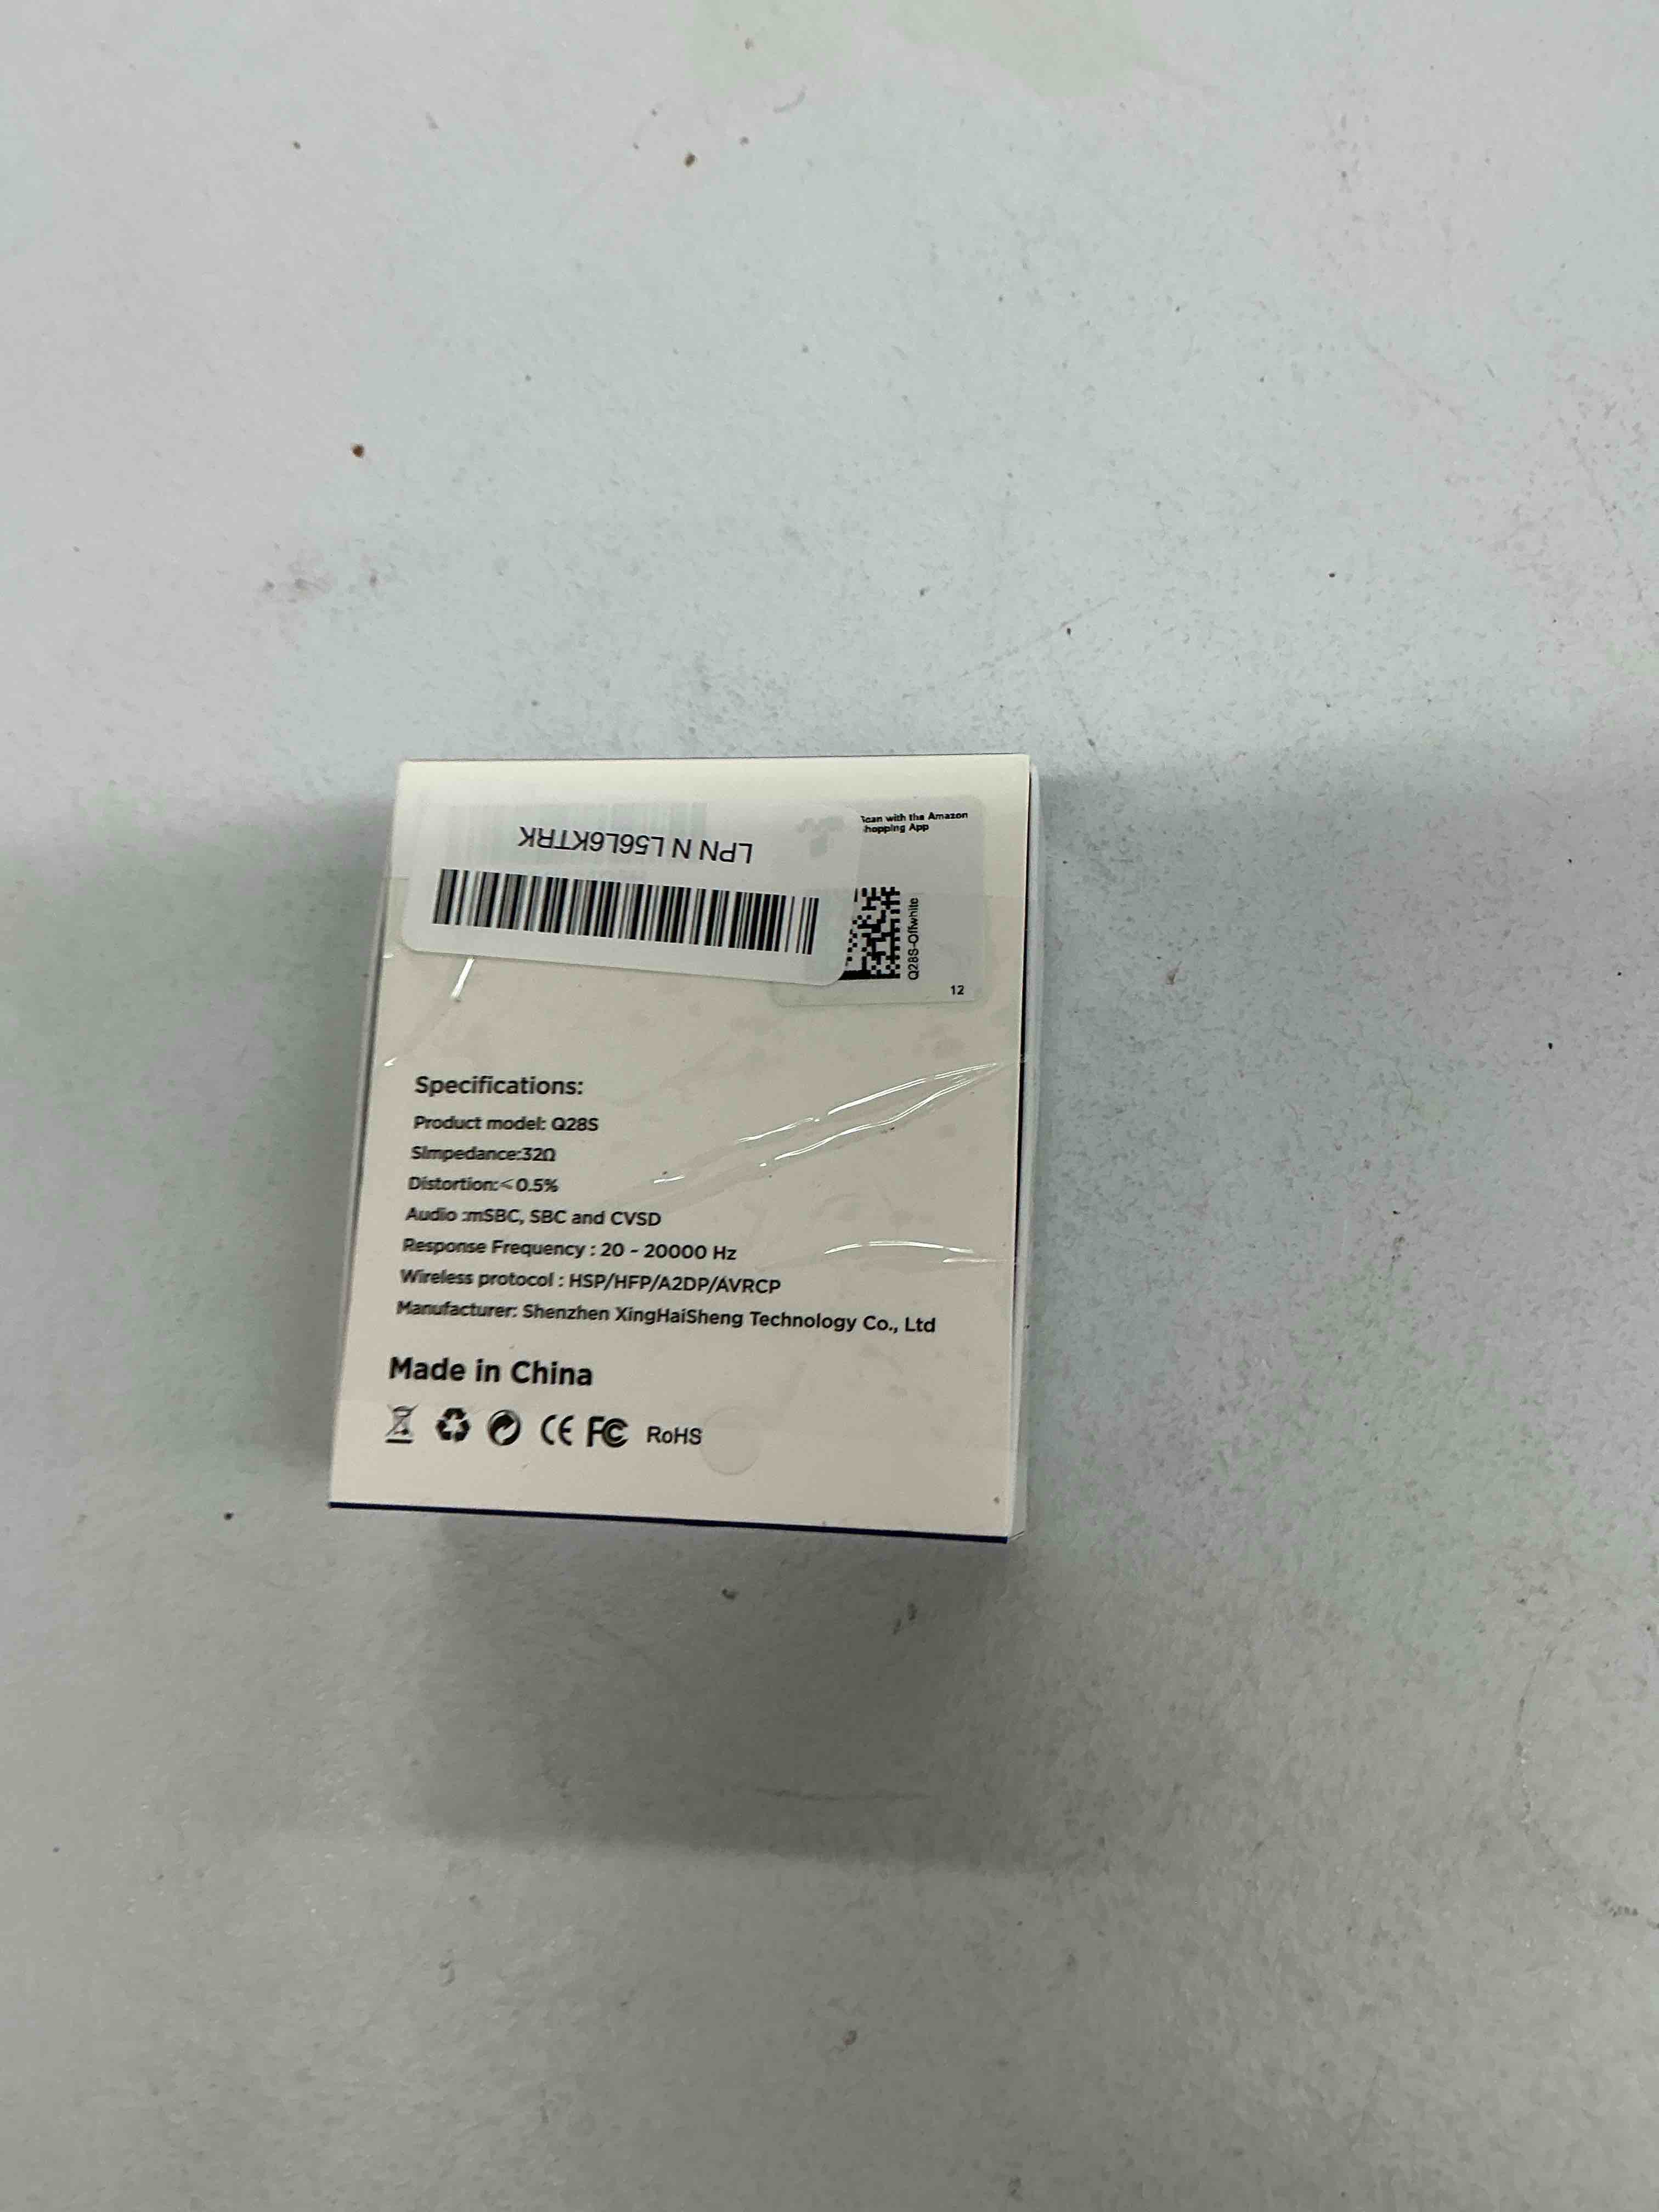 LPN N L56L6KTRK
Scan with the Amazon
Shopping App
Q28S-Offwhite
12
Specifications:
Product model: Q28S
SImpedance:32Ω
Distortion:≤0.5%
Audio :mSBC, SBC and CVSD
Response Frequency : 20 - 20000 Hz
Wireless protocol : HSP/HFP/A2DP/AVRCP
Manufacturer: Shenzhen XingHaiSheng Technology Co., Ltd
Made in China
CE FC RoHS